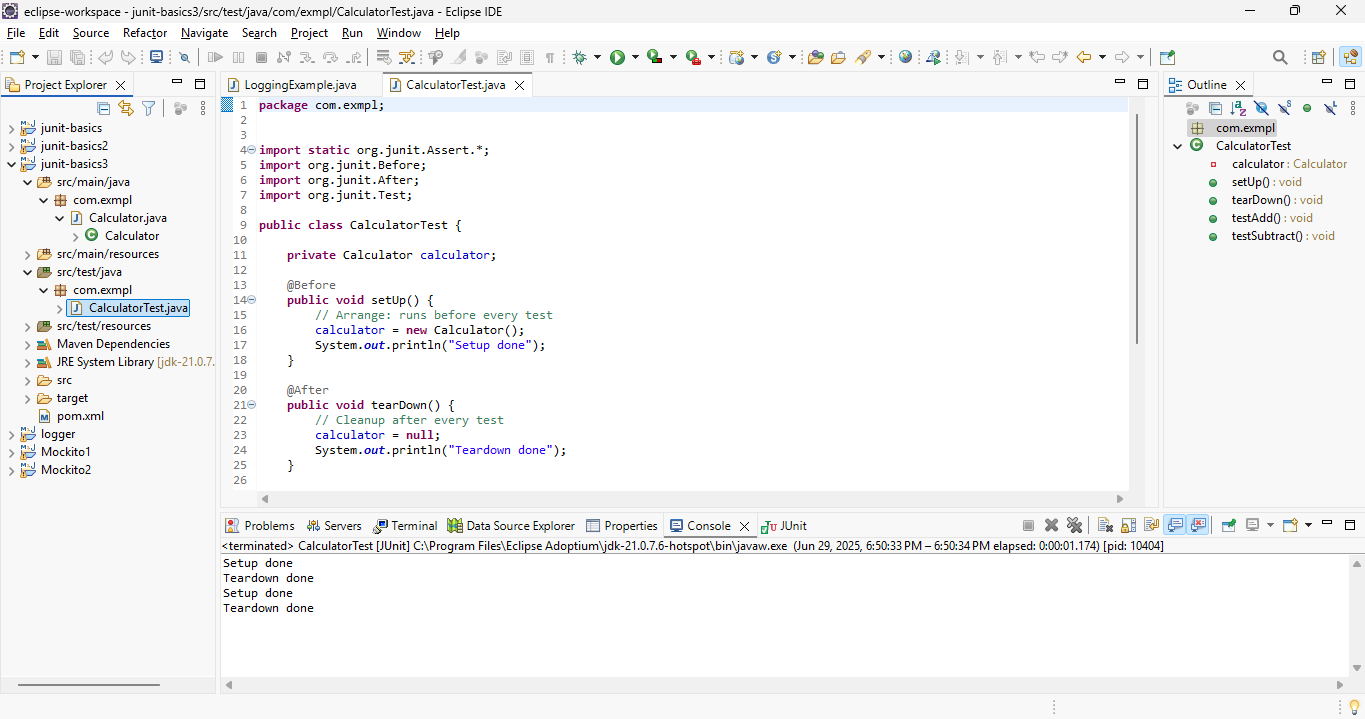 eclipse-workspace - junit-basics3/src/test/java/com/exmpl/CalculatorTest.java - Eclipse IDE
File Edit Source Refactor Navigate Search Project Run Window Help
Project Explorer
junit-basics
junit-basics2
junit-basics3
src/main/java
com.exmpl
Calculator.java
Calculator
src/main/resources
src/test/java
com.exmpl
CalculatorTest.java
src/test/resources
Maven Dependencies
JRE System Library [jdk-21.0.7.
src
target
pom.xml
logger
Mockito1
Mockito2
LoggingExample.java CalculatorTest.java
1 package com.exmpl;
2
3
4 import static org.junit.Assert.*;
5 import org.junit.Before;
6 import org.junit.After;
7 import org.junit.Test;
8
9 public class CalculatorTest {
10
11 private Calculator calculator;
12
13 @Before
14 public void setUp() {
15 // Arrange: runs before every test
16 calculator = new Calculator();
17 System.out.println("Setup done");
18 }
19
20 @After
21 public void tearDown() {
22 // Cleanup after every test
23 calculator = null;
24 System.out.println("Teardown done");
25 }
26
Outline
com.exmpl
CalculatorTest
calculator : Calculator
setUp() : void
tearDown() : void
testAdd() : void
testSubtract() : void
Problems Servers Terminal Data Source Explorer Properties Console JUnit
<terminated> CalculatorTest [JUnit] C:\Program Files\Eclipse Adoptium\jdk-21.0.7.6-hotspot\bin\javaw.exe (Jun 29, 2025, 6:50:33 PM – 6:50:34 PM elapsed: 0:00:01.174) [pid: 10404]
Setup done
Teardown done
Setup done
Teardown done